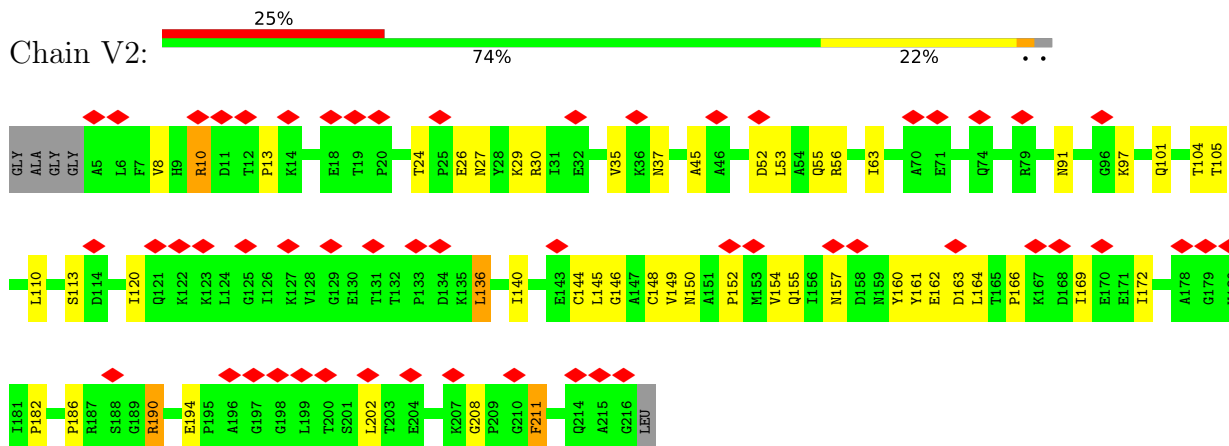 25%
Chain V2:
74% 22% . .
GLY ALA GLY GLY A5 L6 F7 V8 H9 R10 D11 T12 P13 K14 E18 T19 P20 T24 P25 E26 N27 Y28 K29 R30 I31 E32 V35 K36 N37 A45 A46 D52 L53 A54 Q55 R56 I63 A70 E71 Q74 R79 N91 G96 K97 Q101 T104 T105
L110 S113 D114 I120 Q121 K122 K123 L124 G125 I126 K127 V128 G129 E130 T131 T132 P133 D134 K135 L136 I140 E143 C144 L145 G146 A147 C148 V149 N150 A151 P152 M153 V154 Q155 I156 N157 D158 N159 Y160 Y161 E162 D163 L164 T165 P166 K167 D168 I169 E170 E171 I172 A178 G179
I181 P182 P186 R187 S188 G189 R190 E194 P195 A196 G197 G198 L199 T200 S201 L202 T203 E204 K207 G208 P209 G210 F211 Q214 A215 G216 LEU